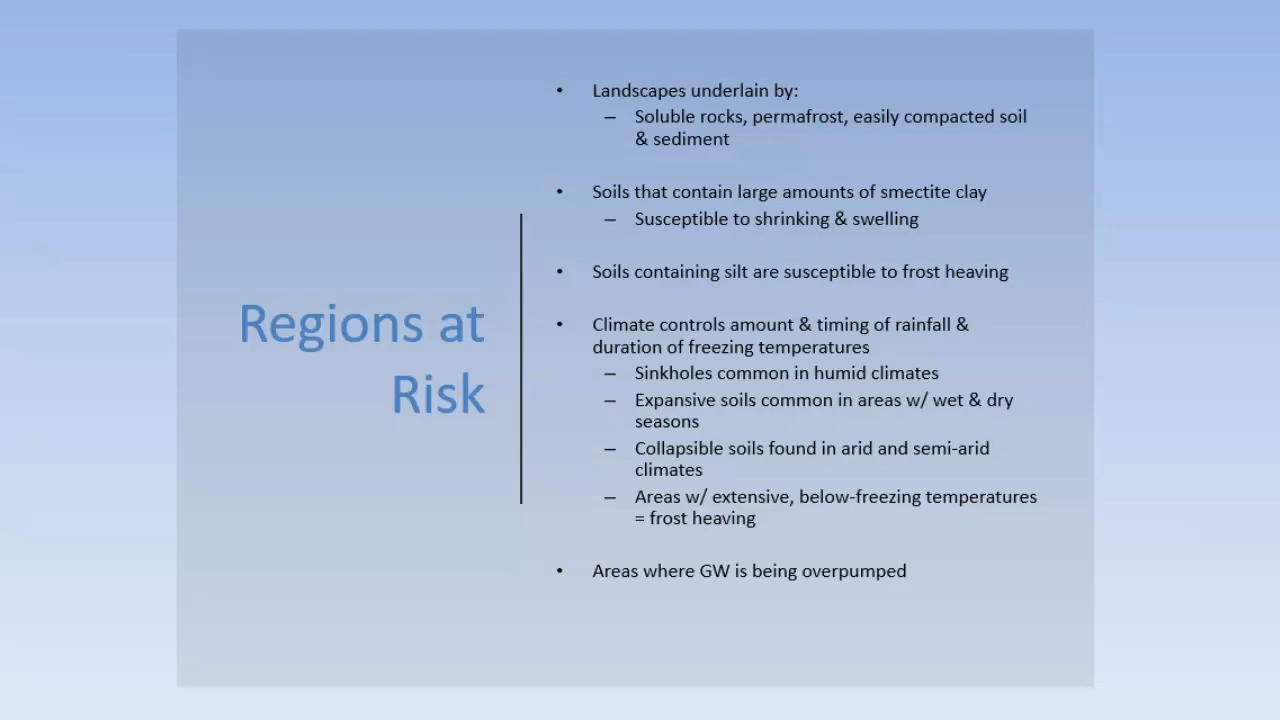 Regions at
Risk
• Landscapes underlain by:
– Soluble rocks, permafrost, easily compacted soil
& sediment
• Soils that contain large amounts of smectite clay
– Susceptible to shrinking & swelling
• Soils containing silt are susceptible to frost heaving
• Climate controls amount & timing of rainfall &
duration of freezing temperatures
– Sinkholes common in humid climates
– Expansive soils common in areas w/ wet & dry
seasons
– Collapsible soils found in arid and semi-arid
climates
– Areas w/ extensive, below-freezing temperatures
= frost heaving
• Areas where GW is being overpumped